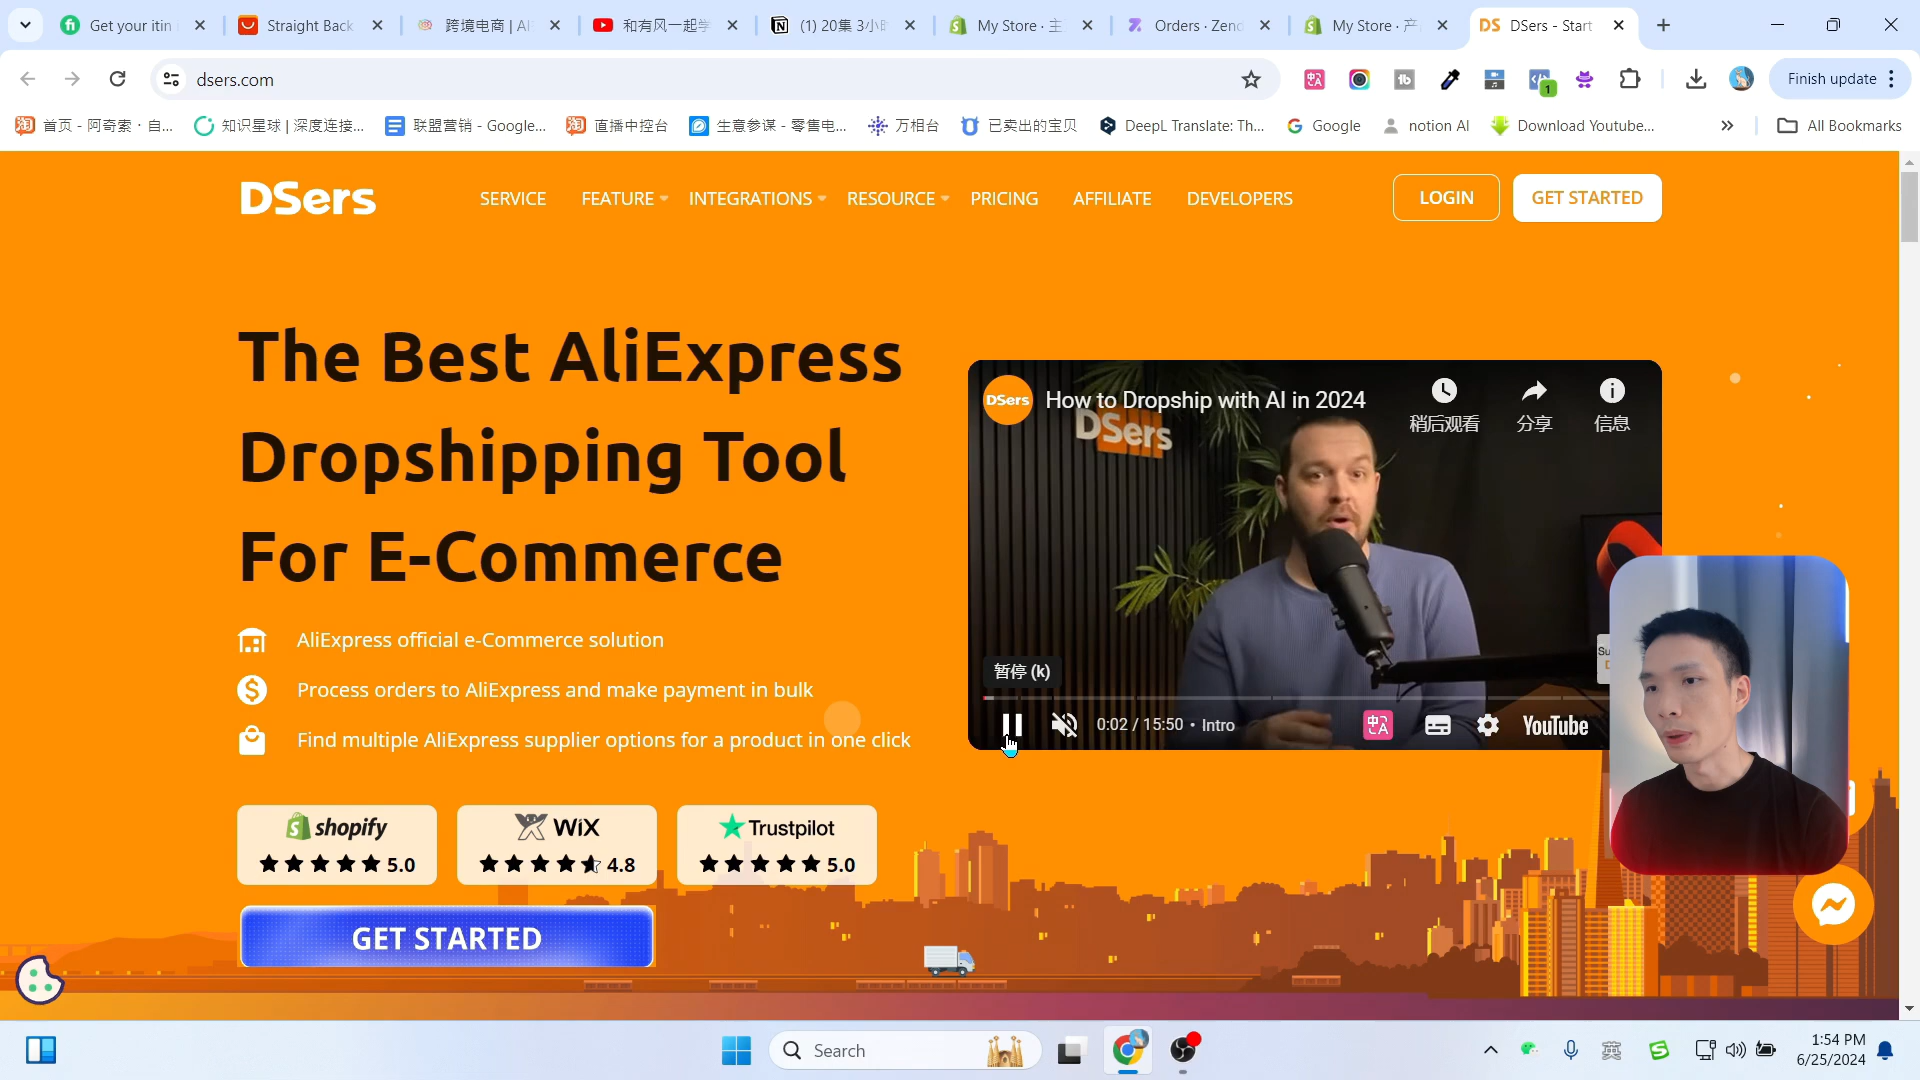 Get your itin
Straight Back
跨境电商 | AI
和有风一起学
(1) 20集 3小时
My Store · 主
Orders · Zend
My Store · 产
DSers - Start
dsers.com
Finish update
首页 - 阿奇索 · 自...
知识星球 | 深度连接...
联盟营销 - Google...
直播中控台
生意参谋 - 零售电...
万相台
已卖出的宝贝
DeepL Translate: Th...
Google
notion AI
Download Youtube...
All Bookmarks
DSers
SERVICE
FEATURE
INTEGRATIONS
RESOURCE
PRICING
AFFILIATE
DEVELOPERS
LOGIN
GET STARTED
The Best AliExpress
Dropshipping Tool
For E-Commerce
AliExpress official e-Commerce solution
Process orders to AliExpress and make payment in bulk
Find multiple AliExpress supplier options for a product in one click
DSers
How to Dropship with AI in 2024
稍后观看
分享
信息
DSers
暂停 (k)
0:02 / 15:50 • Intro
YouTube
shopify
5.0
WiX
4.8
Trustpilot
5.0
GET STARTED
Search
英
1:54 PM
6/25/2024